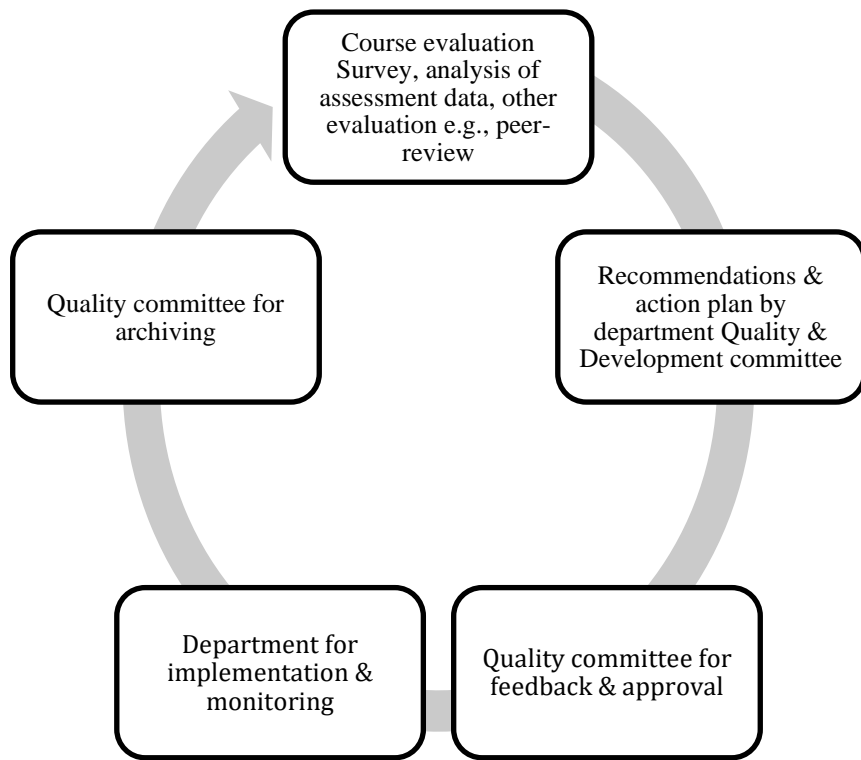 Course evaluation
Survey, analysis of
assessment data, other
evaluation e.g., peer-
review
Recommendations &
action plan by
department Quality &
Development committee
Quality committee for
feedback & approval
Department for
implementation &
monitoring
Quality committee for
archiving